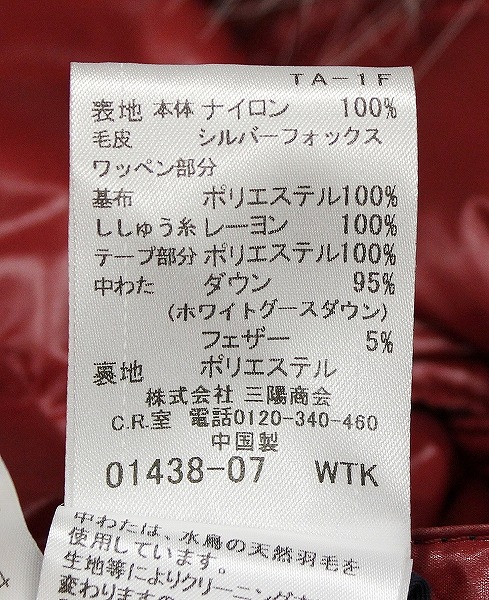 TA-1F
表地 本体 ナイロン 100%
毛皮 シルバーフォックス
ワッペン部分
基布 ポリエステル100%
ししゅう糸 レーヨン 100%
テープ部分 ポリエステル100%
中わた ダウン 95%
(ホワイトグースダウン)
フェザー 5%
裏地 ポリエステル
株式会社 三陽商会
C.R.室 電話0120-340-460
中国製
01438-07 WTK
中わたは、水鳥の天然羽毛を
使用しています。
生地等によりクリーニング
変わりますの